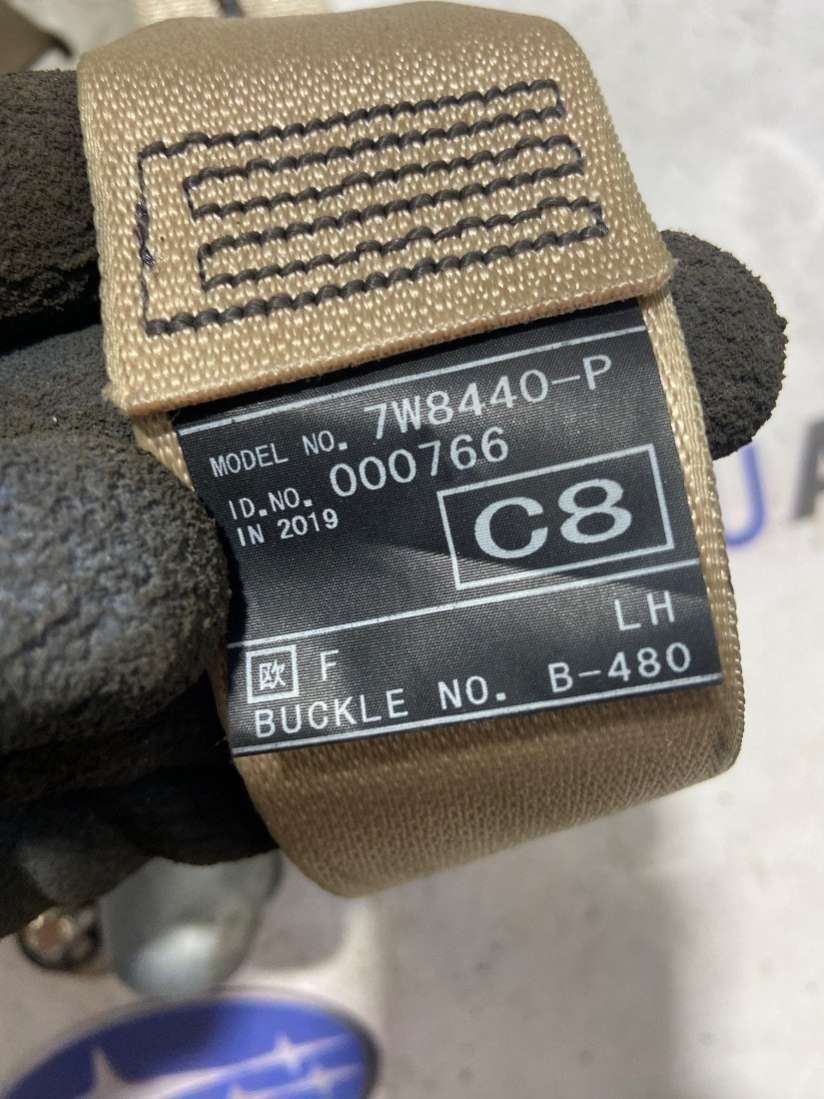 MODEL NO. 7W8440-P
ID.NO. 000766
IN 2019
C8
LH
欧 F
BUCKLE NO. B-480